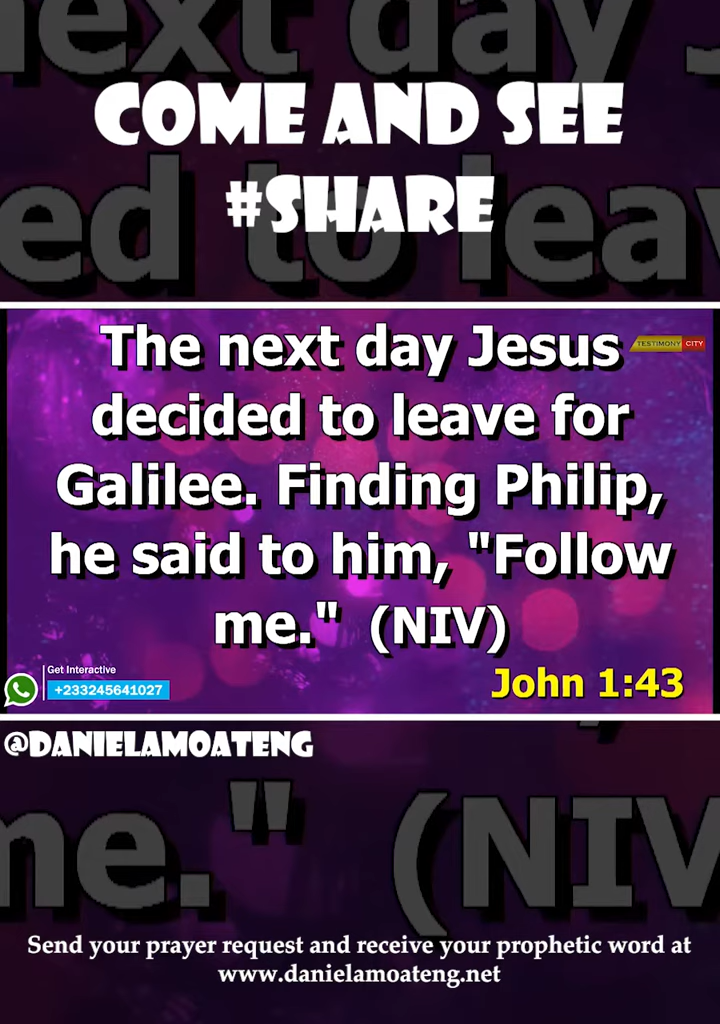 next day J
COME AND SEE
#SHARE
ed to leav
The next day Jesus
TESTIMONY CITY
decided to leave for
Galilee. Finding Philip,
he said to him, "Follow
me." (NIV)
Get Interactive
+233245641027
John 1:43
@DANIELAMOATENG
me." (NIV
Send your prayer request and receive your prophetic word at
www.danielamoateng.net